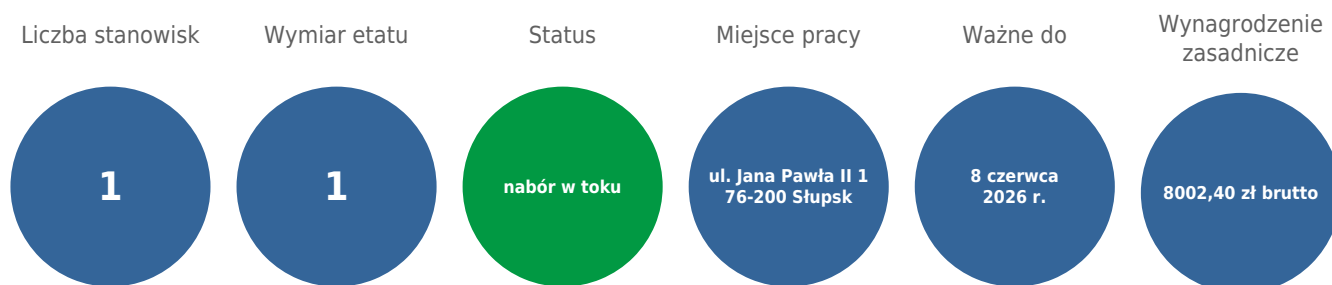 Liczba stanowisk
1
Wymiar etatu
1
Status
nabór w toku
Miejsce pracy
ul. Jana Pawła II 1
76-200 Słupsk
Ważne do
8 czerwca
2026 r.
Wynagrodzenie
zasadnicze
8002,40 zł brutto